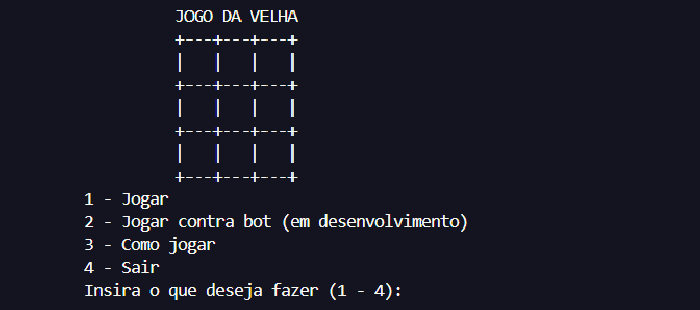 JOGO DA VELHA
+---+---+---+
|   |   |   |
+---+---+---+
|   |   |   |
+---+---+---+
|   |   |   |
+---+---+---+
1 - Jogar
2 - Jogar contra bot (em desenvolvimento)
3 - Como jogar
4 - Sair
Insira o que deseja fazer (1 - 4):